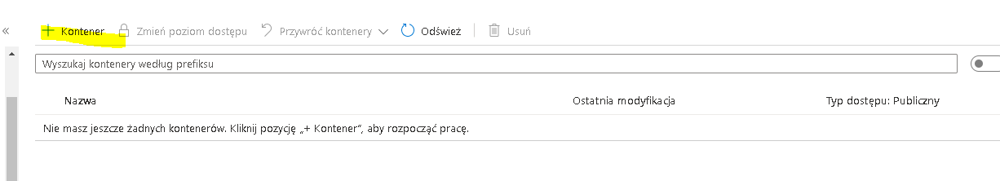 « + Kontener Zmień poziom dostępu Przywróć kontenery Odśwież Usuń
Wyszukaj kontenery według prefiksu
Nazwa Ostatnia modyfikacja Typ dostępu: Publiczny
Nie masz jeszcze żadnych kontenerów. Kliknij pozycję „+ Kontener”, aby rozpocząć pracę.